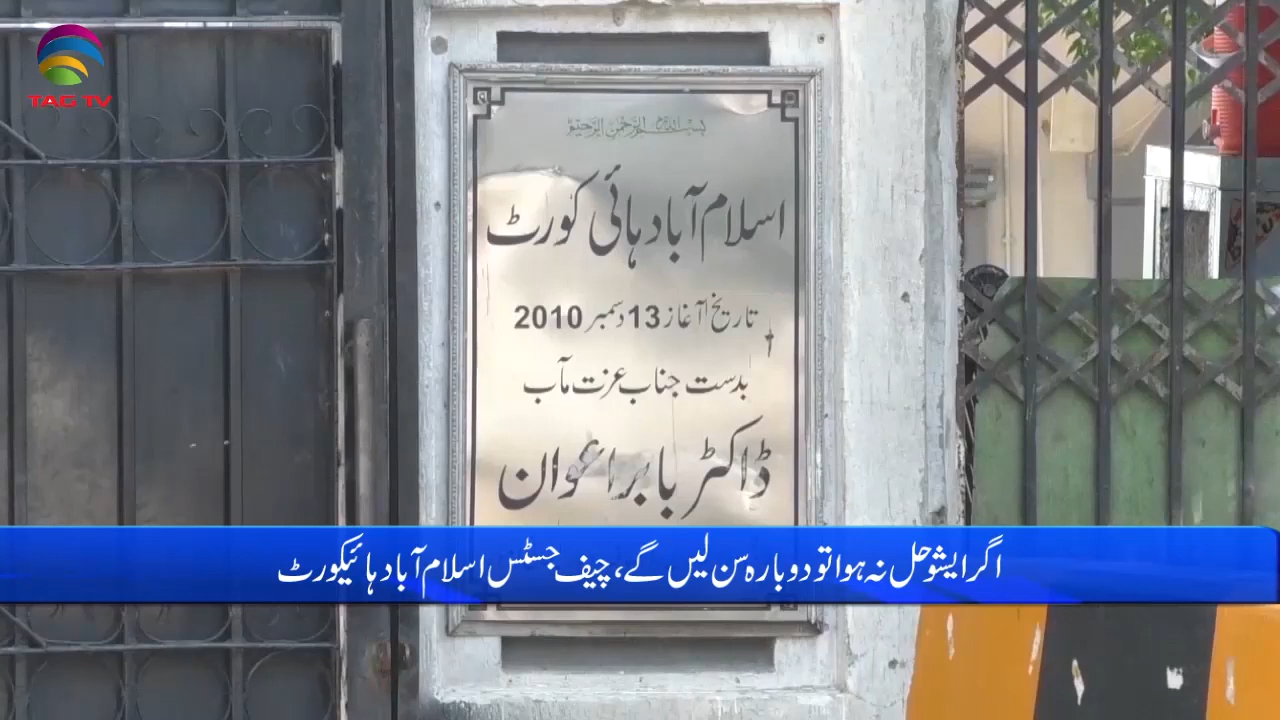 TAG TV
بسم اللہ الرحمن الرحیم
اسلام آباد ہائی کورٹ
تاریخ آغاز 13 دسمبر 2010
بدست جناب عزت مآب
ڈاکٹر بابر اعوان
اگر ایشو حل نہ ہوا تو دوبارہ سن لیں گے، چیف جسٹس اسلام آباد ہائیکورٹ